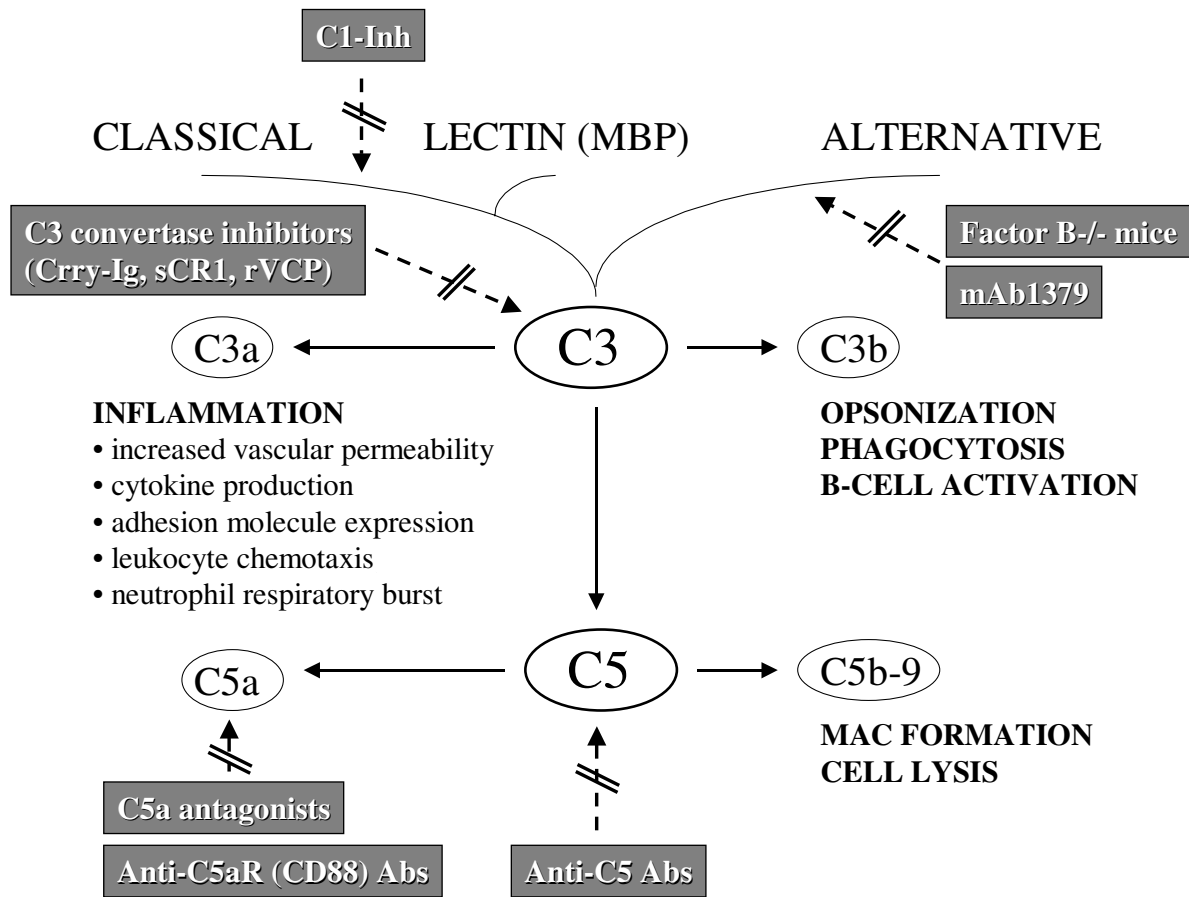 C1-Inh
CLASSICAL
LECTIN (MBP)
ALTERNATIVE
C3 convertase inhibitors
(Crry-Ig, sCR1, rVCP)
Factor B-/- mice
mAb1379
C3a
C3
C3b
INFLAMMATION
• increased vascular permeability
• cytokine production
• adhesion molecule expression
• leukocyte chemotaxis
• neutrophil respiratory burst
OPSONIZATION
PHAGOCYTOSIS
B-CELL ACTIVATION
C5a
C5
C5b-9
MAC FORMATION
CELL LYSIS
C5a antagonists
Anti-C5aR (CD88) Abs
Anti-C5 Abs